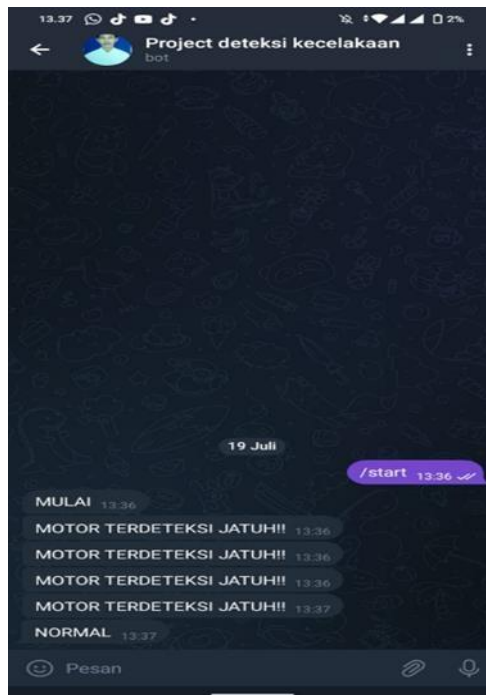 13.37 2%
Project deteksi kecelakaan
bot
19 Juli
/start 13:36
MULAI 13:36
MOTOR TERDETEKSI JATUH!! 13:36
MOTOR TERDETEKSI JATUH!! 13:36
MOTOR TERDETEKSI JATUH!! 13:36
MOTOR TERDETEKSI JATUH!! 13:37
NORMAL 13:37
Pesan